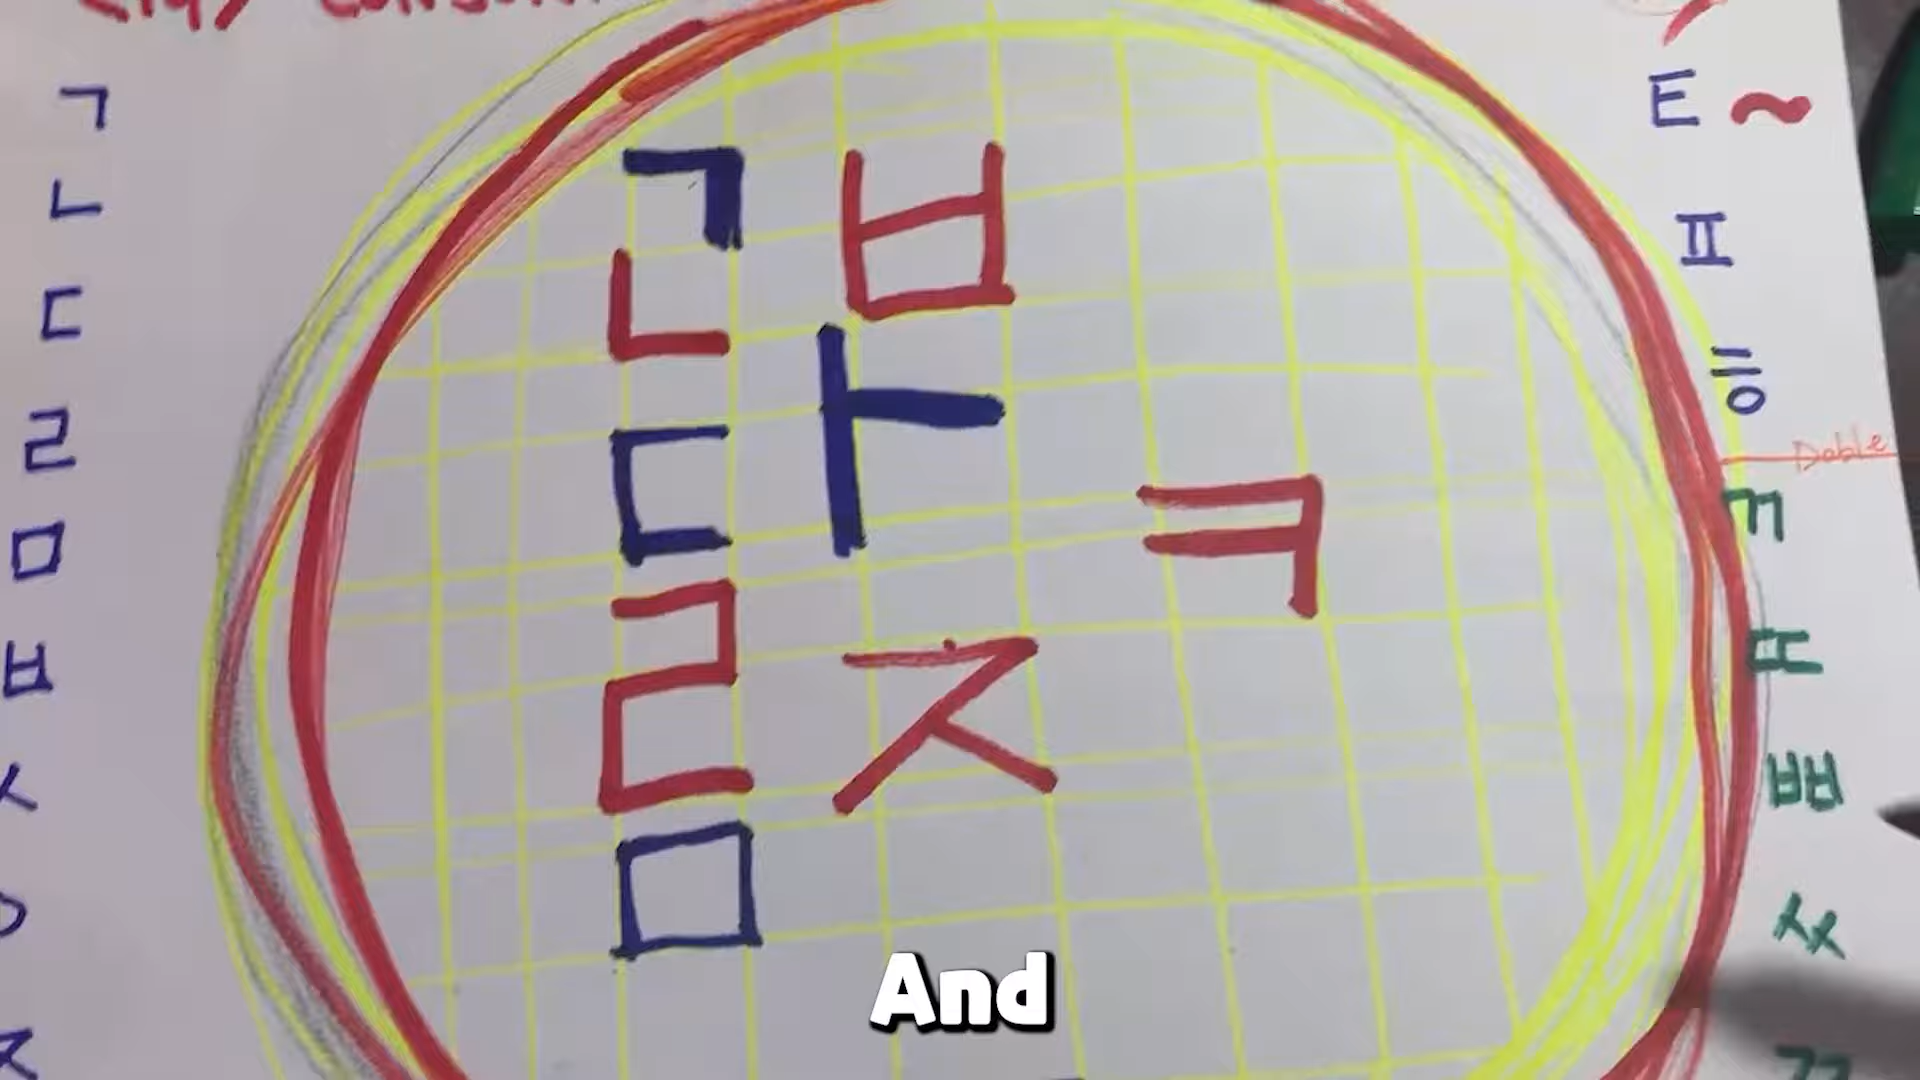 ㄱ
ㄴ
ㄷ
ㄹ
ㅁ
ㅂ
ㅅ
ㅇ
ㅈ
ㄱ ㅂ
ㄴ
ㄷ ㅏ ㅋ
ㄹ ㅈ
ㅁ
ㅌ ~
ㅍ
ㅎ
Doble
ㄸ
ㅃ
ㅆ
And